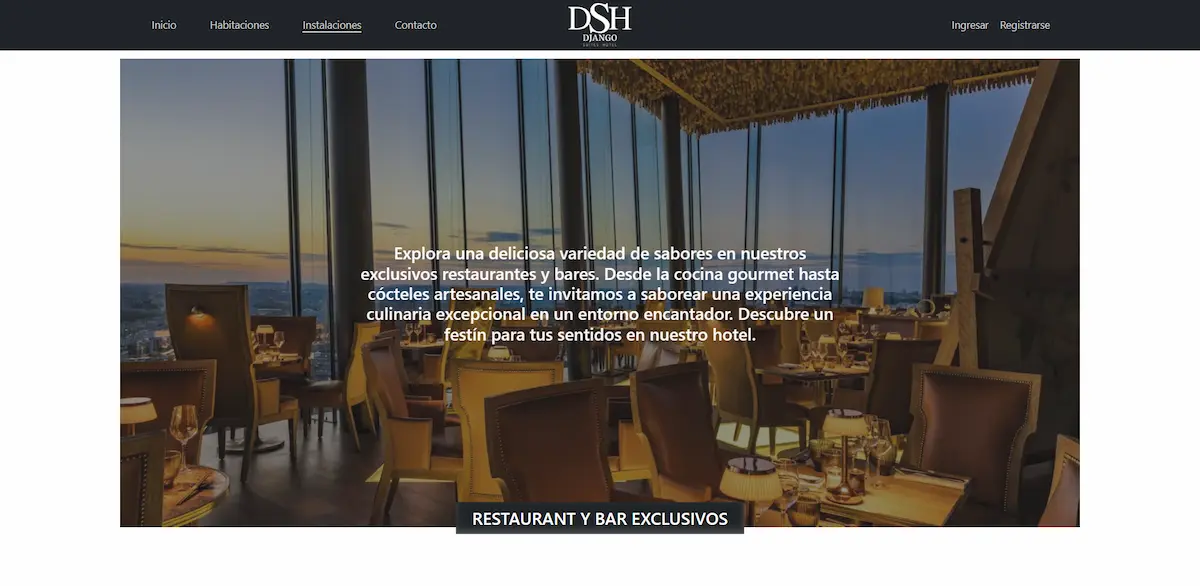 Inicio Habitaciones Instalaciones Contacto
DSH
DJANGO
SUITES HOTEL
Ingresar Registrarse
Explora una deliciosa variedad de sabores en nuestros
exclusivos restaurantes y bares. Desde la cocina gourmet hasta
cócteles artesanales, te invitamos a saborear una experiencia
culinaria excepcional en un entorno encantador. Descubre un
festín para tus sentidos en nuestro hotel.
RESTAURANT Y BAR EXCLUSIVOS